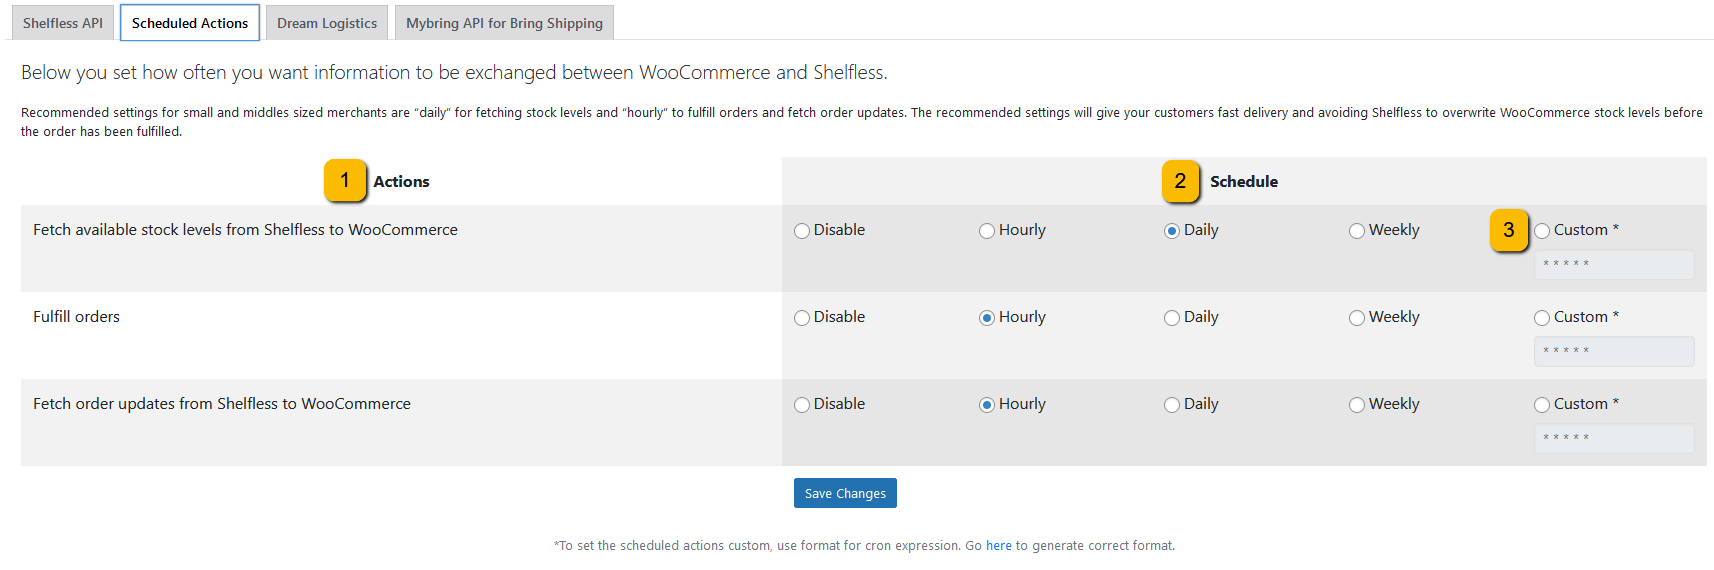 Shelfless API Scheduled Actions Dream Logistics Mybring API for Bring Shipping
Below you set how often you want information to be exchanged between WooCommerce and Shelfless.
Recommended settings for small and middles sized merchants are “daily” for fetching stock levels and “hourly” to fulfill orders and fetch order updates. The recommended settings will give your customers fast delivery and avoiding Shelfless to overwrite WooCommerce stock levels before
the order has been fulfilled.
1 Actions 2 Schedule
Fetch available stock levels from Shelfless to WooCommerce Disable Hourly Daily Weekly 3 Custom *
* * * * *
Fulfill orders Disable Hourly Daily Weekly Custom *
* * * * *
Fetch order updates from Shelfless to WooCommerce Disable Hourly Daily Weekly Custom *
* * * * *
Save Changes
*To set the scheduled actions custom, use format for cron expression. Go here to generate correct format.